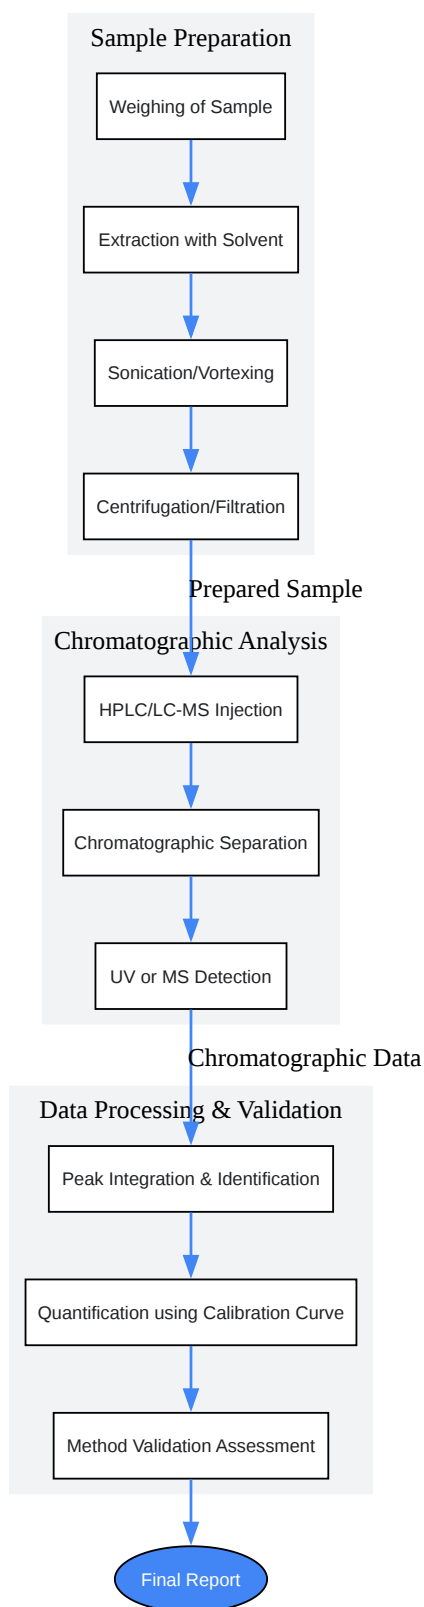 Sample Preparation
Weighing of Sample
Extraction with Solvent
Sonication/Vortexing
Centrifugation/Filtration
Prepared Sample
Chromatographic Analysis
HPLC/LC-MS Injection
Chromatographic Separation
UV or MS Detection
Chromatographic Data
Data Processing & Validation
Peak Integration & Identification
Quantification using Calibration Curve
Method Validation Assessment
Final Report